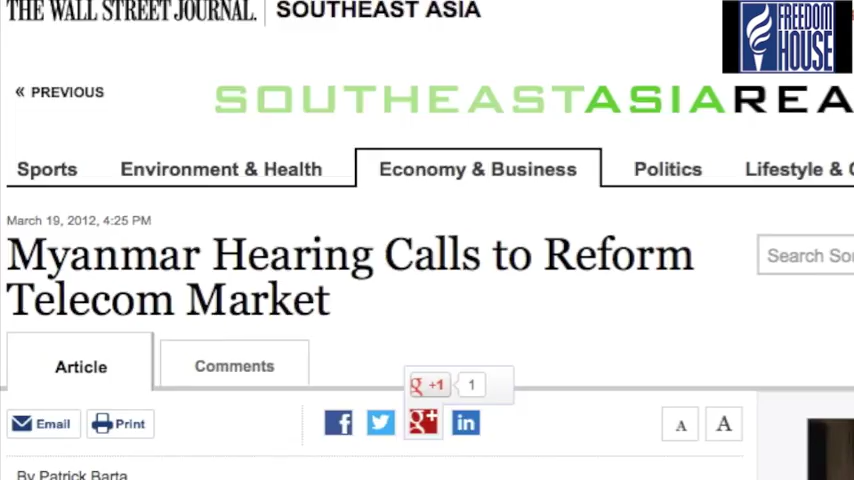 THE WALL STREET JOURNAL. SOUTHEAST ASIA
FREEDOM
HOUSE
« PREVIOUS
SOUTHEASTASIAREA
Sports Environment & Health Economy & Business Politics Lifestyle &
March 19, 2012, 4:25 PM
Myanmar Hearing Calls to Reform
Telecom Market
Search
Article Comments
g +1 1
Email Print f g+ in A A
By Patrick Barta